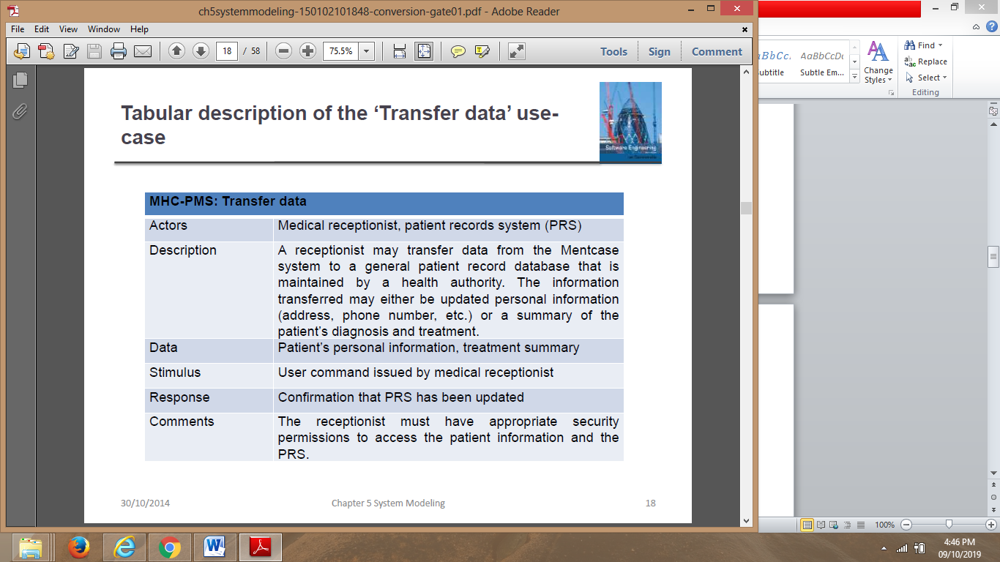 ch5systemmodeling-150102101848-conversion-gate01.pdf - Adobe Reader
File Edit View Window Help
18 / 58
75.5%
Tools Sign Comment
Tabular description of the ‘Transfer data’ use-
case
Software Engineering
MHC-PMS: Transfer data
Actors Medical receptionist, patient records system (PRS)
Description A receptionist may transfer data from the Mentcase
system to a general patient record database that is
maintained by a health authority. The information
transferred may either be updated personal information
(address, phone number, etc.) or a summary of the
patient’s diagnosis and treatment.
Data Patient’s personal information, treatment summary
Stimulus User command issued by medical receptionist
Response Confirmation that PRS has been updated
Comments The receptionist must have appropriate security
permissions to access the patient information and the
PRS.
30/10/2014 Chapter 5 System Modeling 18
aBbCc. AaBbCcDc
ubtitle Subtle Em...
Change
Styles
Find
Replace
Select
Editing
100%
4:46 PM
09/10/2019